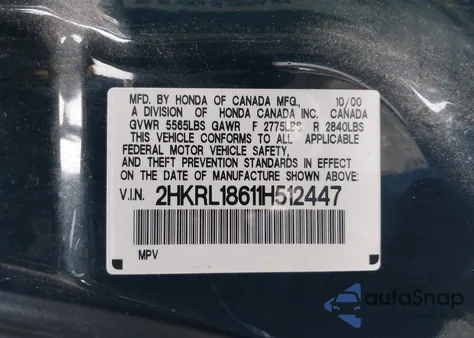 MFD. BY HONDA OF CANADA MFG., 10/00
A DIVISION OF HONDA CANADA INC. CANADA
GVWR 5565LBS GAWR F 2775LBS R 2840LBS
THIS VEHICLE CONFORMS TO ALL APPLICABLE
FEDERAL MOTOR VEHICLE SAFETY,
AND THEFT PREVENTION STANDARDS IN EFFECT
ON THE DATE OF MANUFACTURE SHOWN ABOVE.
V.I.N. 2HKRL18611H512447
MPV
autoSnap